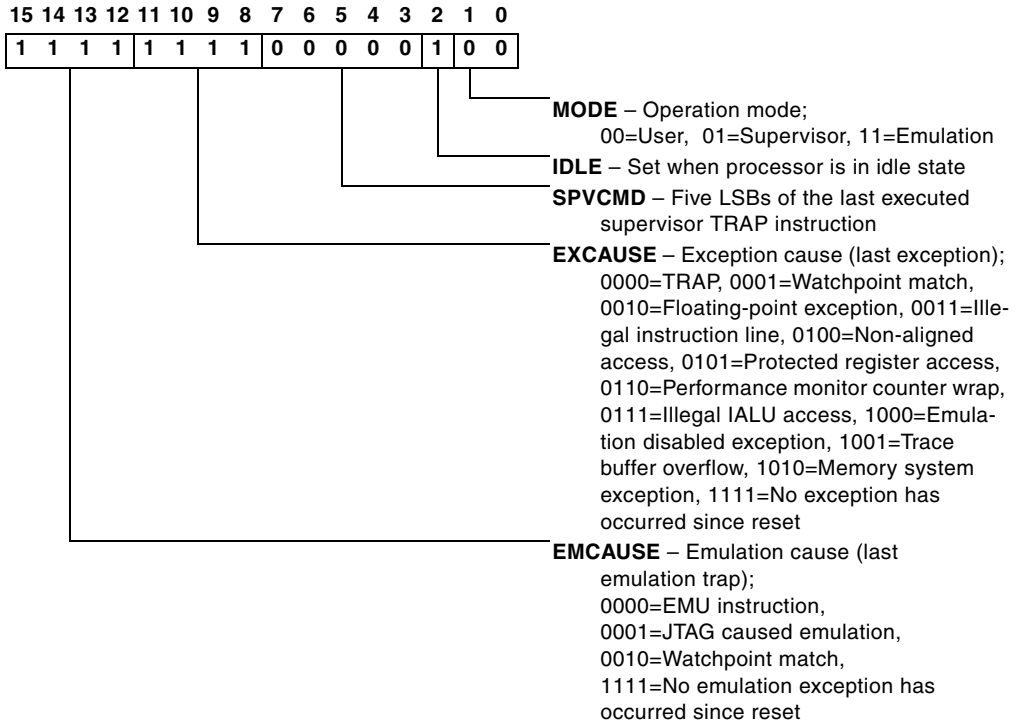 15 14 13 12 11 10 9 8 7 6 5 4 3 2 1 0
1 1 1 1 1 1 1 1 0 0 0 0 0 1 0 0
MODE – Operation mode;
00=User, 01=Supervisor, 11=Emulation
IDLE – Set when processor is in idle state
SPVCMD – Five LSBs of the last executed
supervisor TRAP instruction
EXCAUSE – Exception cause (last exception);
0000=TRAP, 0001=Watchpoint match,
0010=Floating-point exception, 0011=Ille-
gal instruction line, 0100=Non-aligned
access, 0101=Protected register access,
0110=Performance monitor counter wrap,
0111=Illegal IALU access, 1000=Emula-
tion disabled exception, 1001=Trace
buffer overflow, 1010=Memory system
exception, 1111=No exception has
occurred since reset
EMCAUSE – Emulation cause (last
emulation trap);
0000=EMU instruction,
0001=JTAG caused emulation,
0010=Watchpoint match,
1111=No emulation exception has
occurred since reset